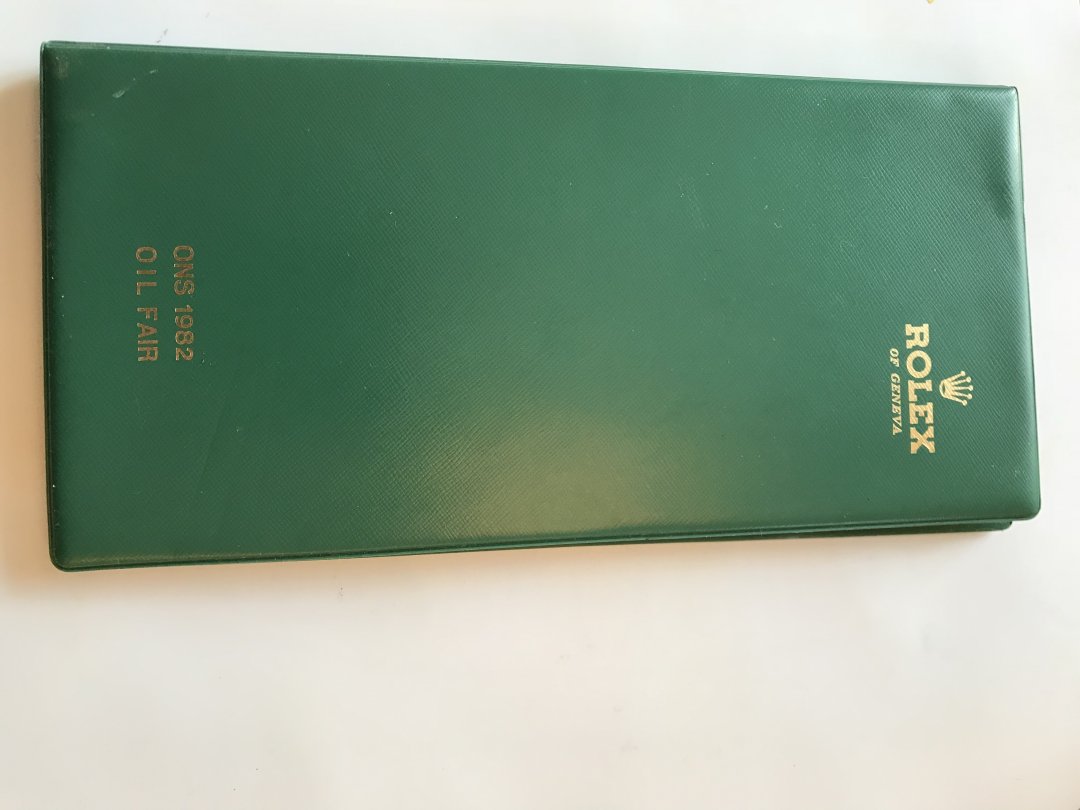 ROLEX
OF GENEVA
ONS 1982
OIL FAIR